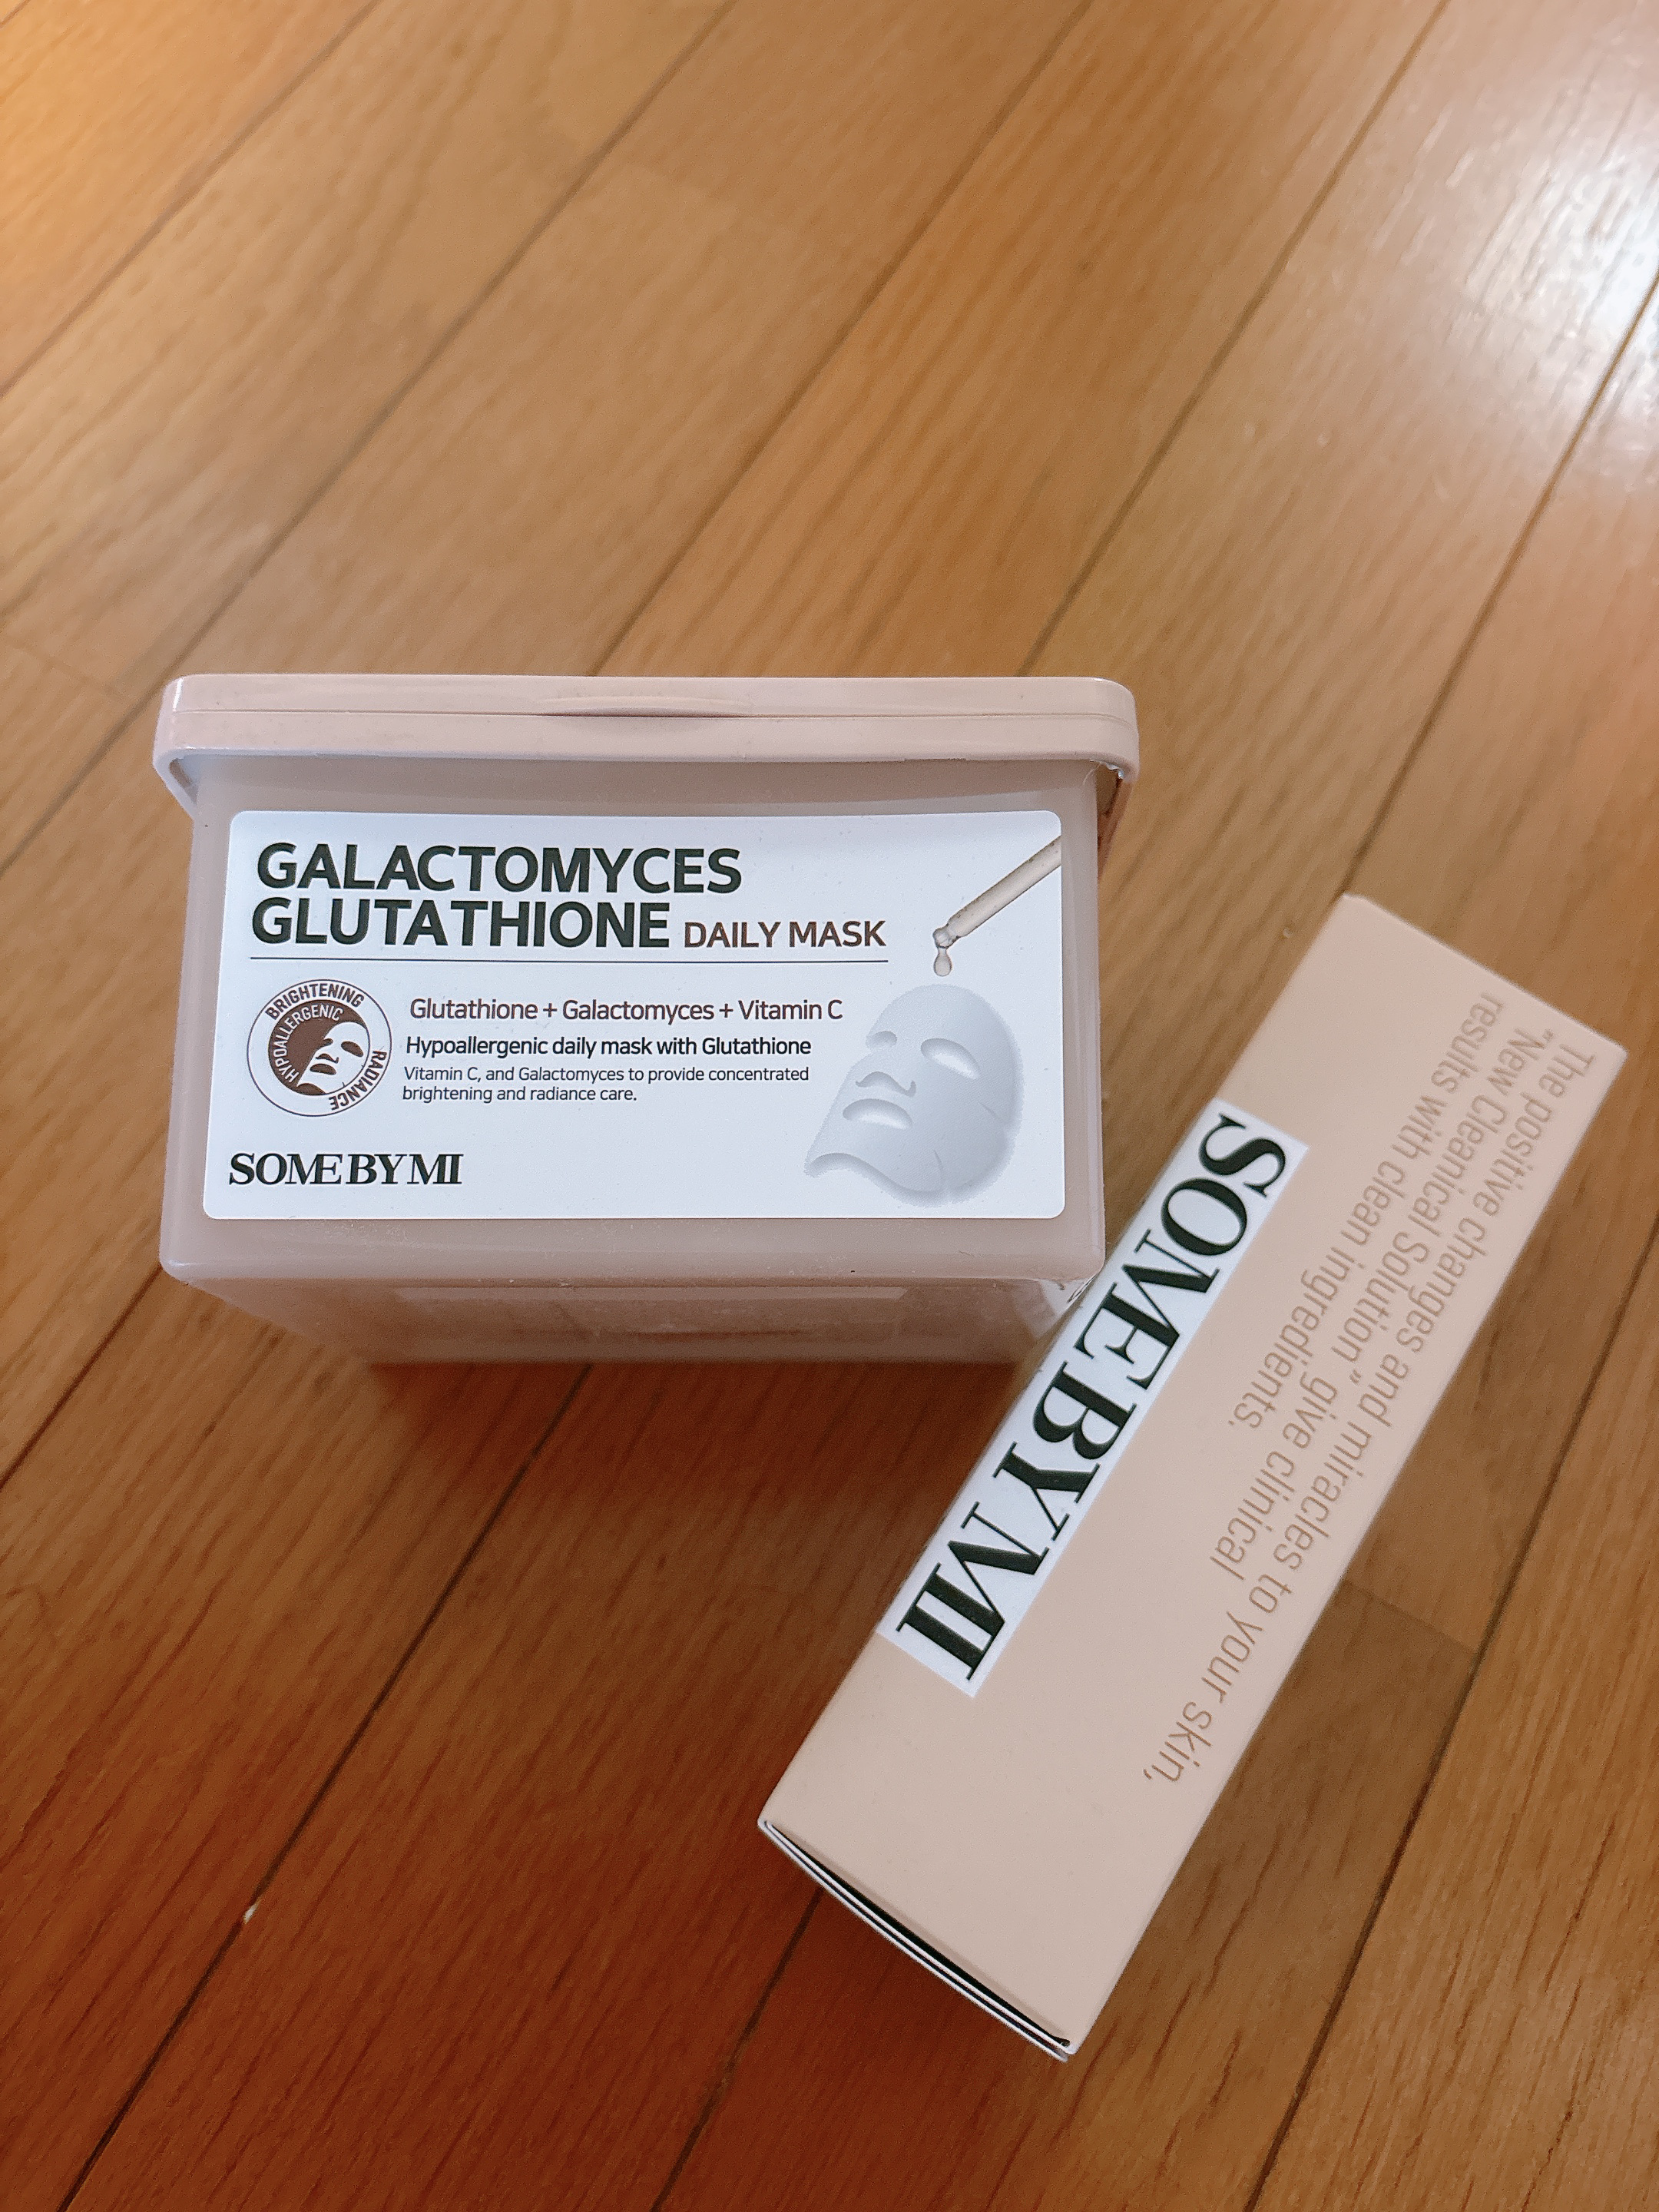 GALACTOMYCES
GLUTATHIONE DAILY MASK
BRIGHTENING
HYPOALLERGENIC
RADIANCE
Glutathione + Galactomyces + Vitamin C
Hypoallergenic daily mask with Glutathione
Vitamin C, and Galactomyces to provide concentrated
brightening and radiance care.
SOME BY MI
SOME BY MI
The positive changes and miracles to your skin,
"New Cleanical Solution" give clinical
results with clean ingredients.